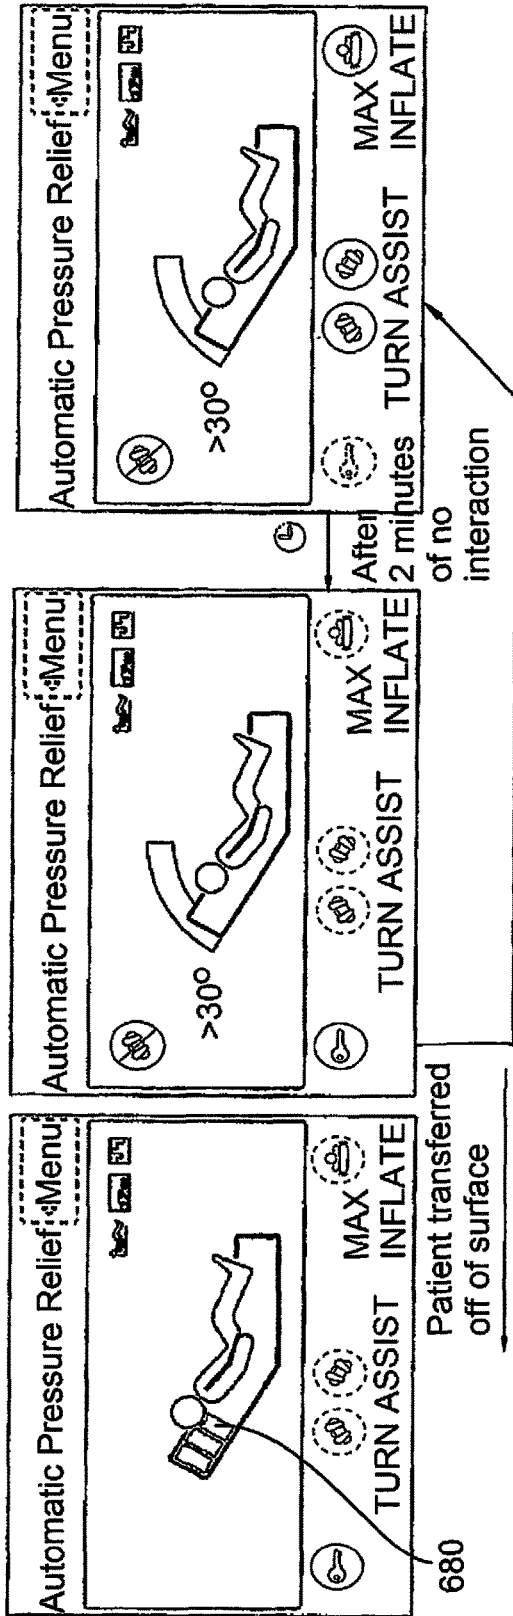 Automatic Pressure Relief
Menu
680
TURN ASSIST
MAX
INFLATE
Patient transferred
off of surface
Automatic Pressure Relief
Menu
>30°
TURN ASSIST
MAX
INFLATE
After
2 minutes
of no
interaction
Automatic Pressure Relief
Menu
>30°
TURN ASSIST
MAX
INFLATE